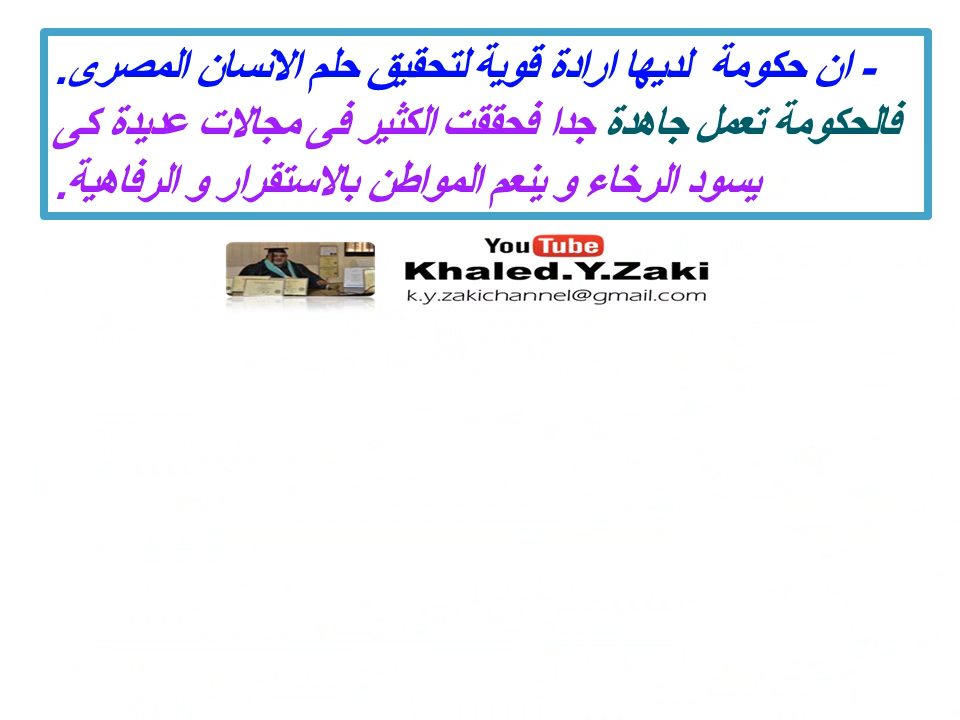 - ان حكومة لديها ارادة قوية لتحقيق حلم الانسان المصرى.
فالحكومة تعمل جاهدة جدا فحققت الكثير فى مجالات عديدة كى
يسود الرخاء و ينعم المواطن بالاستقرار و الرفاهية.
YouTube
Khaled.Y.Zaki
k.y.zakichannel@gmail.com